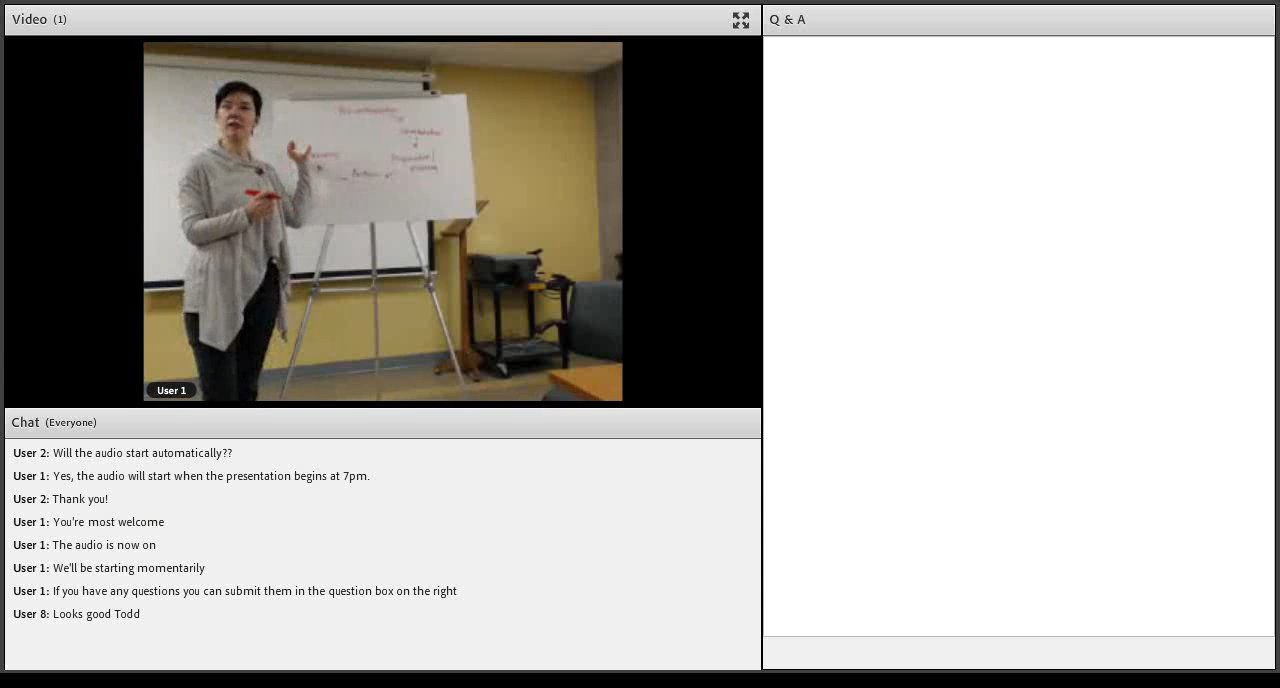 Video (1)
Q & A
User 1
Chat (Everyone)
User 2: Will the audio start automatically??
User 1: Yes, the audio will start when the presentation begins at 7pm.
User 2: Thank you!
User 1: You're most welcome
User 1: The audio is now on
User 1: We'll be starting momentarily
User 1: If you have any questions you can submit them in the question box on the right
User 8: Looks good Todd